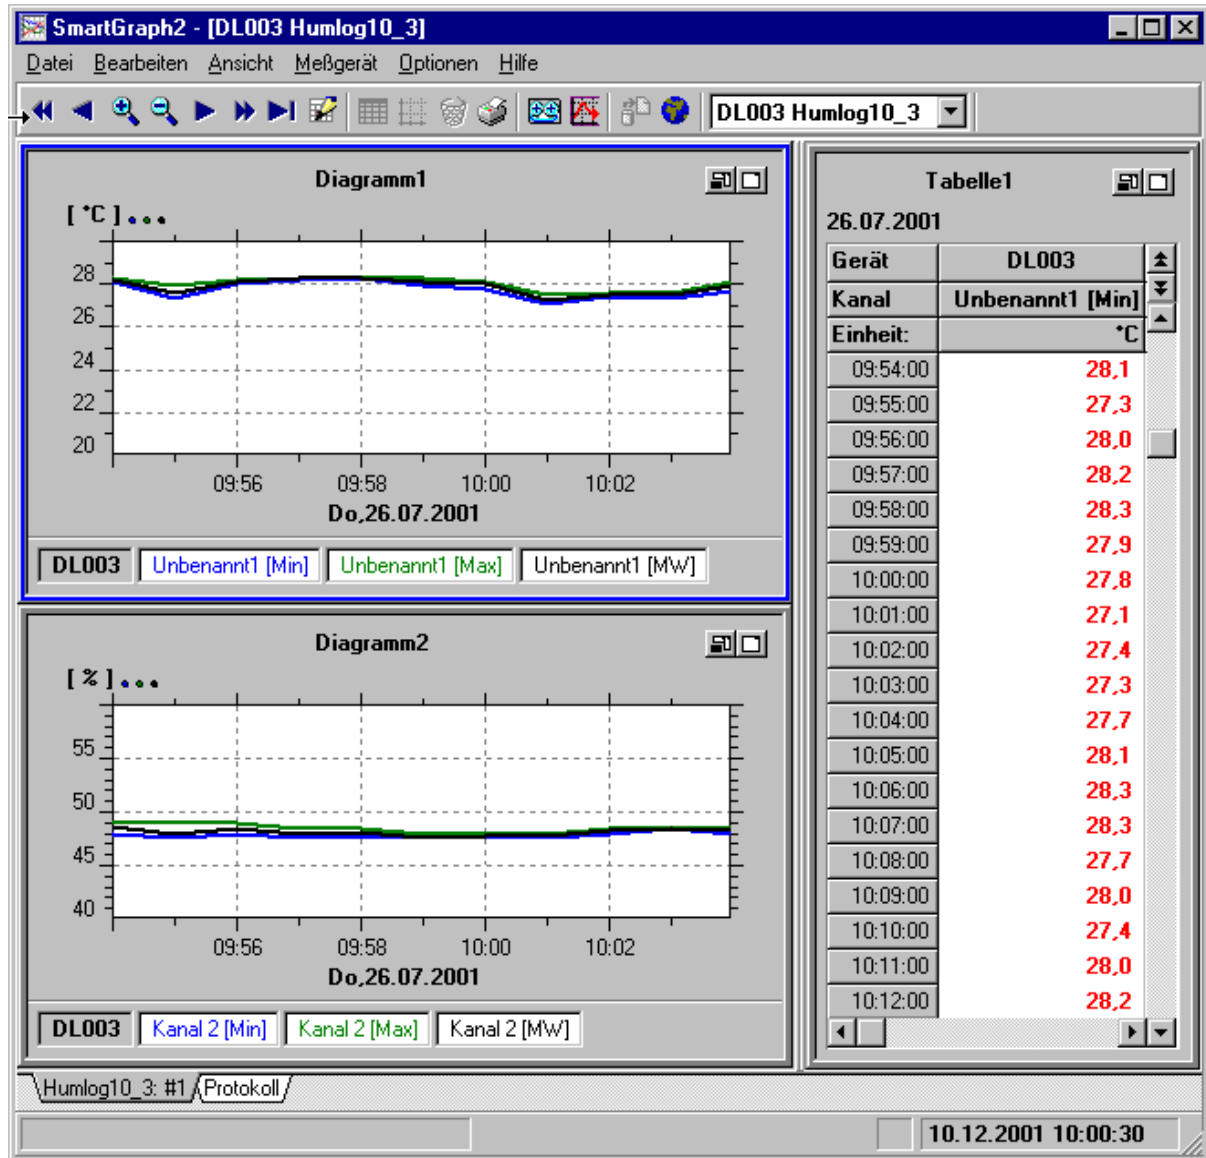 SmartGraph2 - [DL003 Humlog10_3]
Datei Bearbeiten Ansicht Meßgerät Optionen Hilfe
DL003 Humlog10_3
Diagramm1
[ °C ]
28
26
24
22
20
09:56 09:58 10:00 10:02
Do,26.07.2001
DL003 Unbenannt1 [Min] Unbenannt1 [Max] Unbenannt1 [MW]
Diagramm2
[ % ]
55
50
45
40
09:56 09:58 10:00 10:02
Do,26.07.2001
DL003 Kanal 2 [Min] Kanal 2 [Max] Kanal 2 [MW]
Tabelle1
26.07.2001
Gerät DL003
Kanal Unbenannt1 [Min]
Einheit: °C
09:54:00 28,1
09:55:00 27,3
09:56:00 28,0
09:57:00 28,2
09:58:00 28,3
09:59:00 27,9
10:00:00 27,8
10:01:00 27,1
10:02:00 27,4
10:03:00 27,3
10:04:00 27,7
10:05:00 28,1
10:06:00 28,3
10:07:00 28,3
10:08:00 27,7
10:09:00 28,0
10:10:00 27,4
10:11:00 28,0
10:12:00 28,2
Humlog10_3: #1 Protokoll
10.12.2001 10:00:30